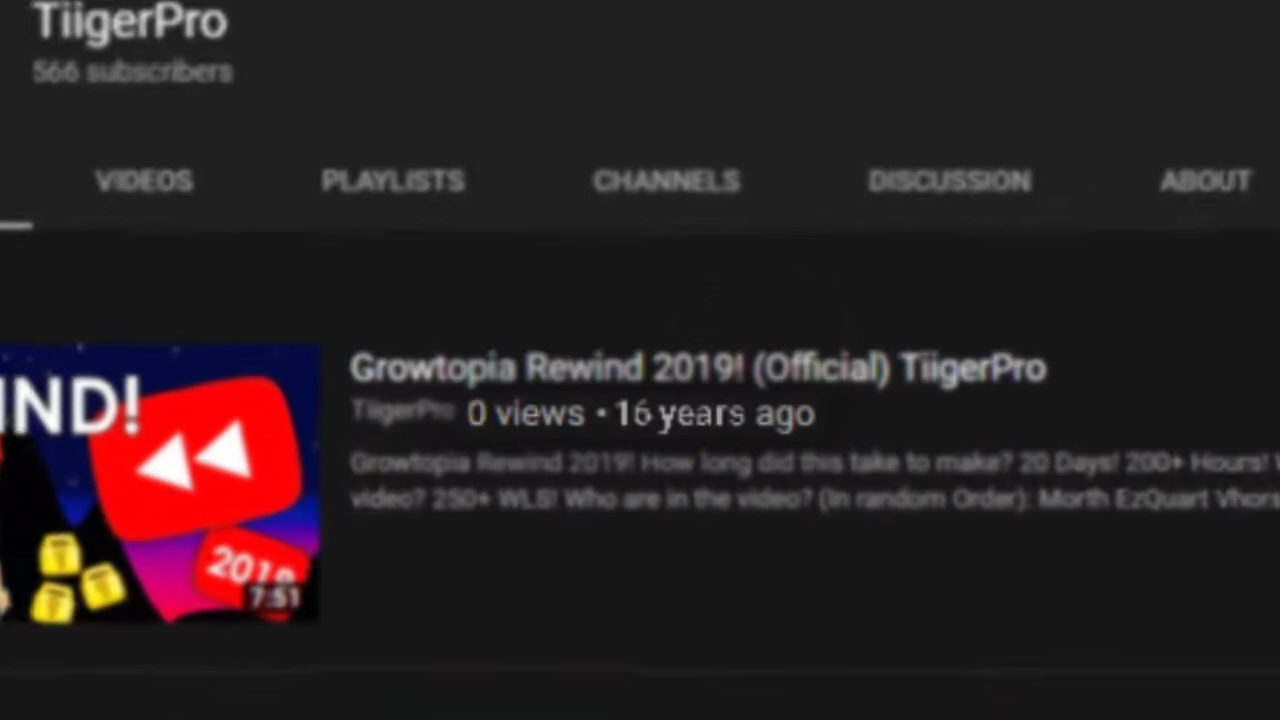 TiigerPro
566 subscribers
VIDEOS PLAYLISTS CHANNELS DISCUSSION ABOUT
IND!
2019
7:51
Growtopia Rewind 2019! (Official) TiigerPro
TiigerPro 0 views • 16 years ago
Growtopia Rewind 2019! How long did this take to make? 20 Days! 200+ Hours!
video? 250+ WLS! Who are in the video? (In random Order): Morth EzQuart Vhors